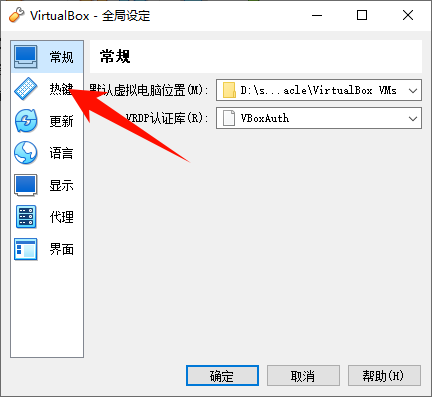 VirtualBox - 全局设定
常规
热键
更新
语言
显示
代理
界面
常规
默认虚拟电脑位置(M): D:\s...acle\VirtualBox VMs
VRDP认证库(R): VBoxAuth
确定 取消 帮助(H)